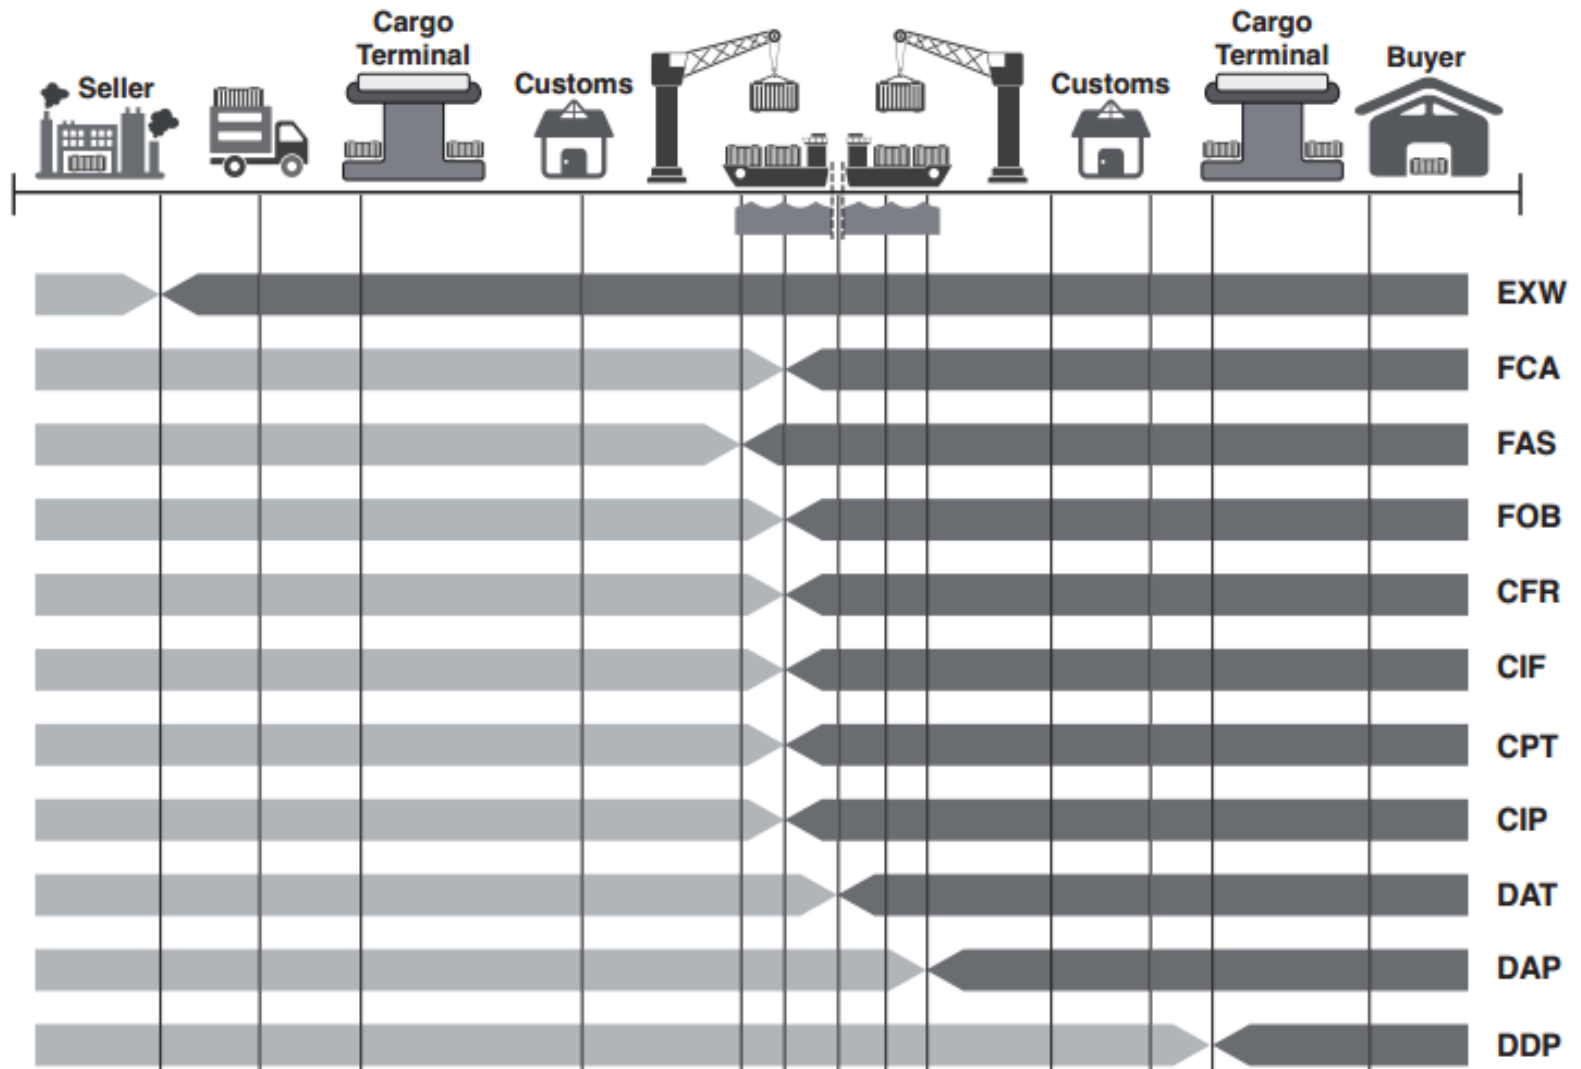 Cargo
Terminal
Cargo
Terminal
Seller
Customs
Customs
Buyer
EXW
FCA
FAS
FOB
CFR
CIF
CPT
CIP
DAT
DAP
DDP